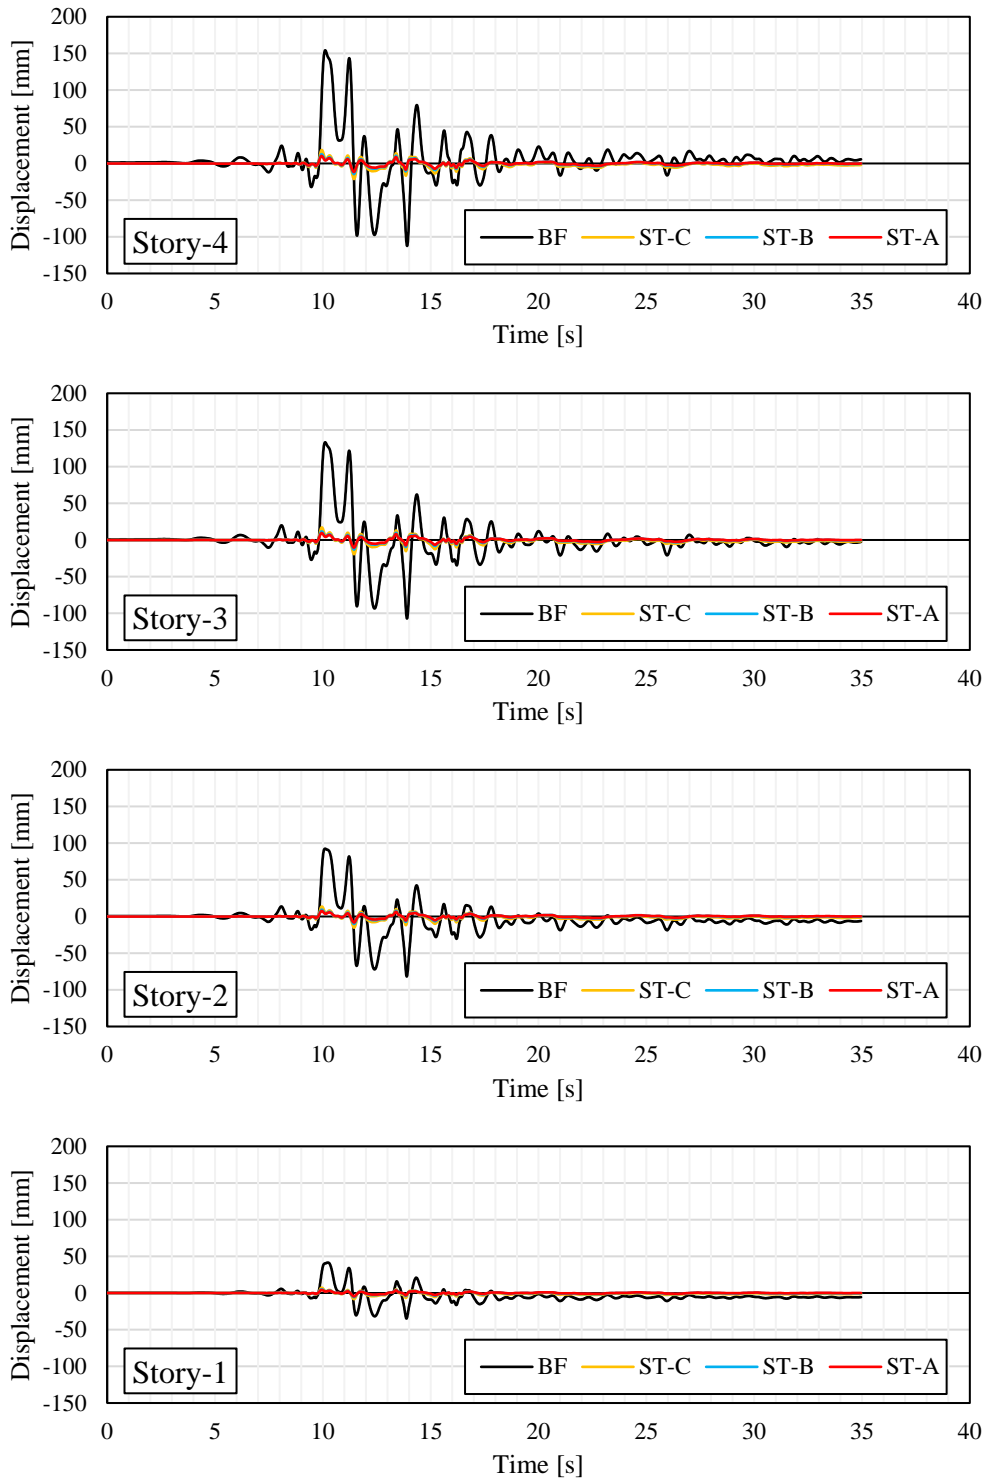 200
150
100
50
0
-50
-100
-150
Displacement [mm]
Story-4
BF ST-C ST-B ST-A
0 5 10 15 20 25 30 35 40
Time [s]
200
150
100
50
0
-50
-100
-150
Displacement [mm]
Story-3
BF ST-C ST-B ST-A
0 5 10 15 20 25 30 35 40
Time [s]
200
150
100
50
0
-50
-100
-150
Displacement [mm]
Story-2
BF ST-C ST-B ST-A
0 5 10 15 20 25 30 35 40
Time [s]
200
150
100
50
0
-50
-100
-150
Displacement [mm]
Story-1
BF ST-C ST-B ST-A
0 5 10 15 20 25 30 35 40
Time [s]